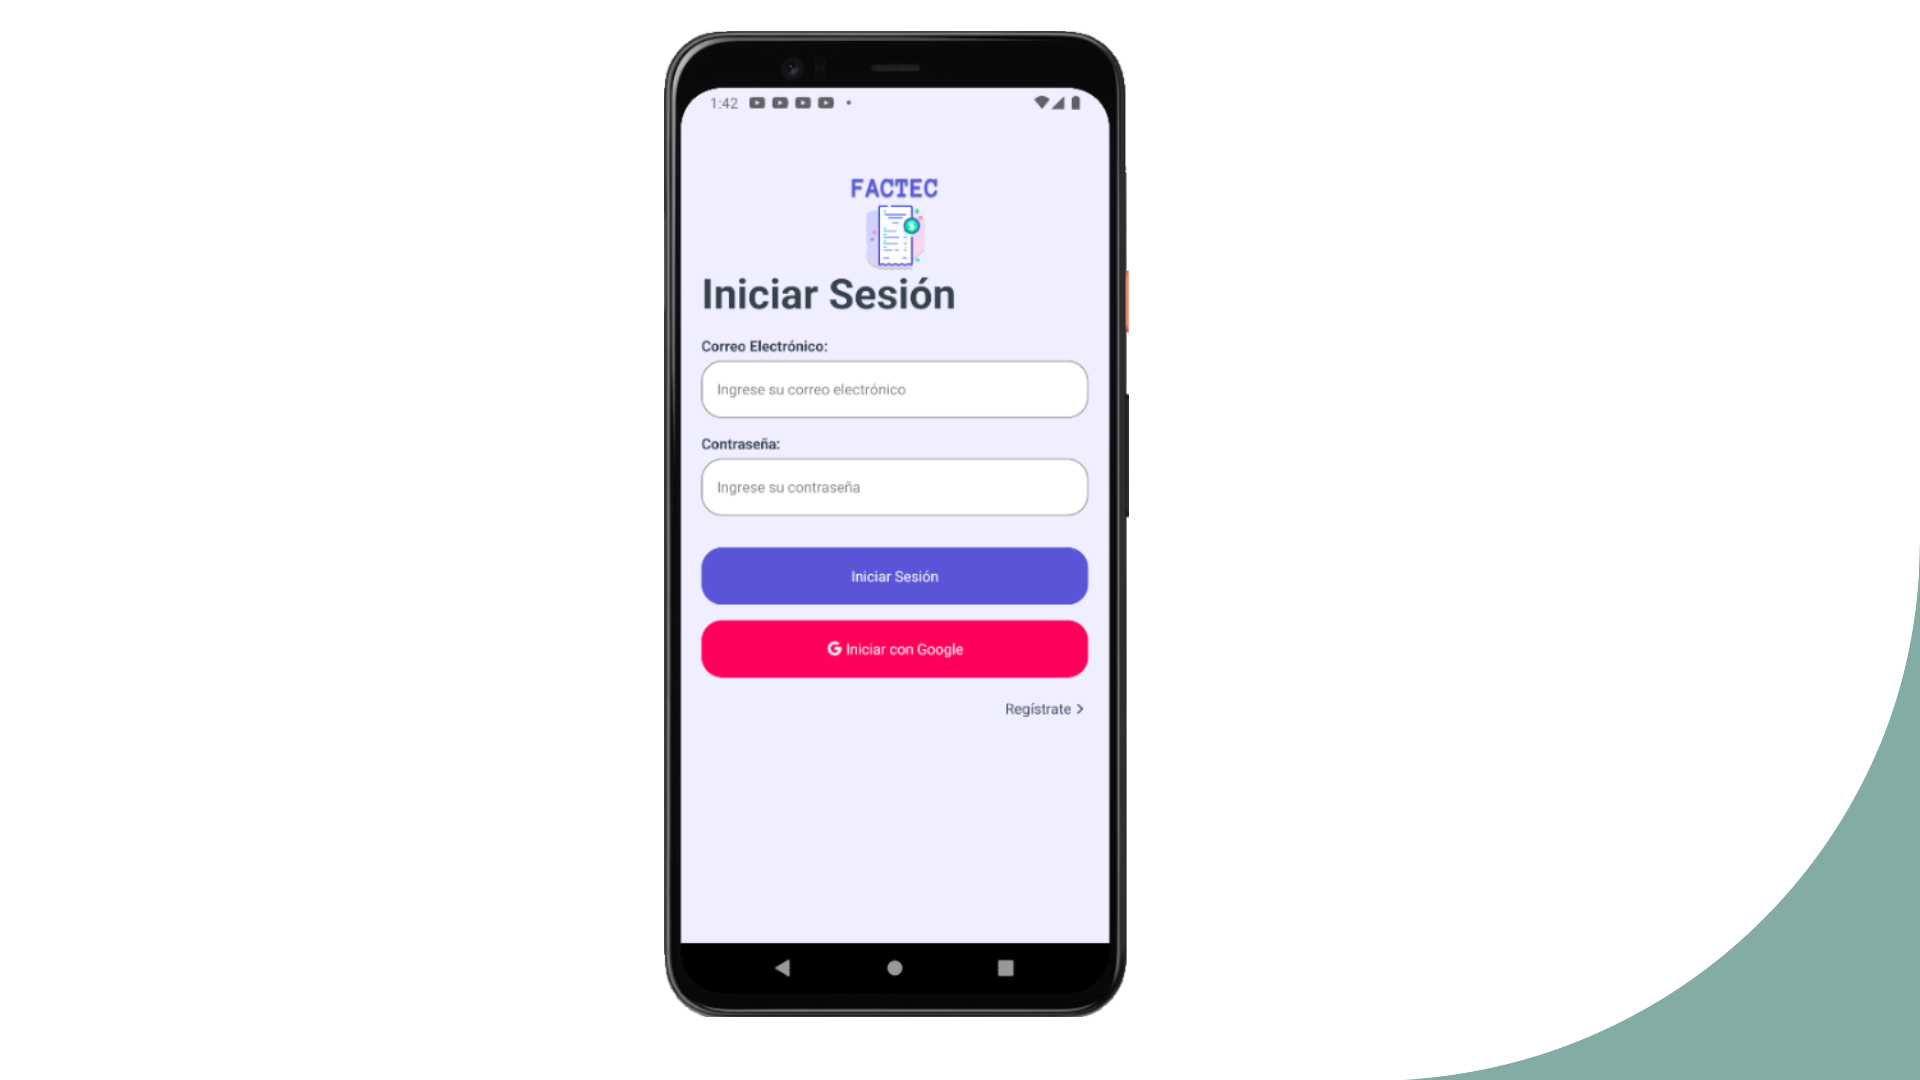 1:42
FACTEC
Iniciar Sesión
Correo Electrónico:
Ingrese su correo electrónico
Contraseña:
Ingrese su contraseña
Iniciar Sesión
G Iniciar con Google
Regístrate >